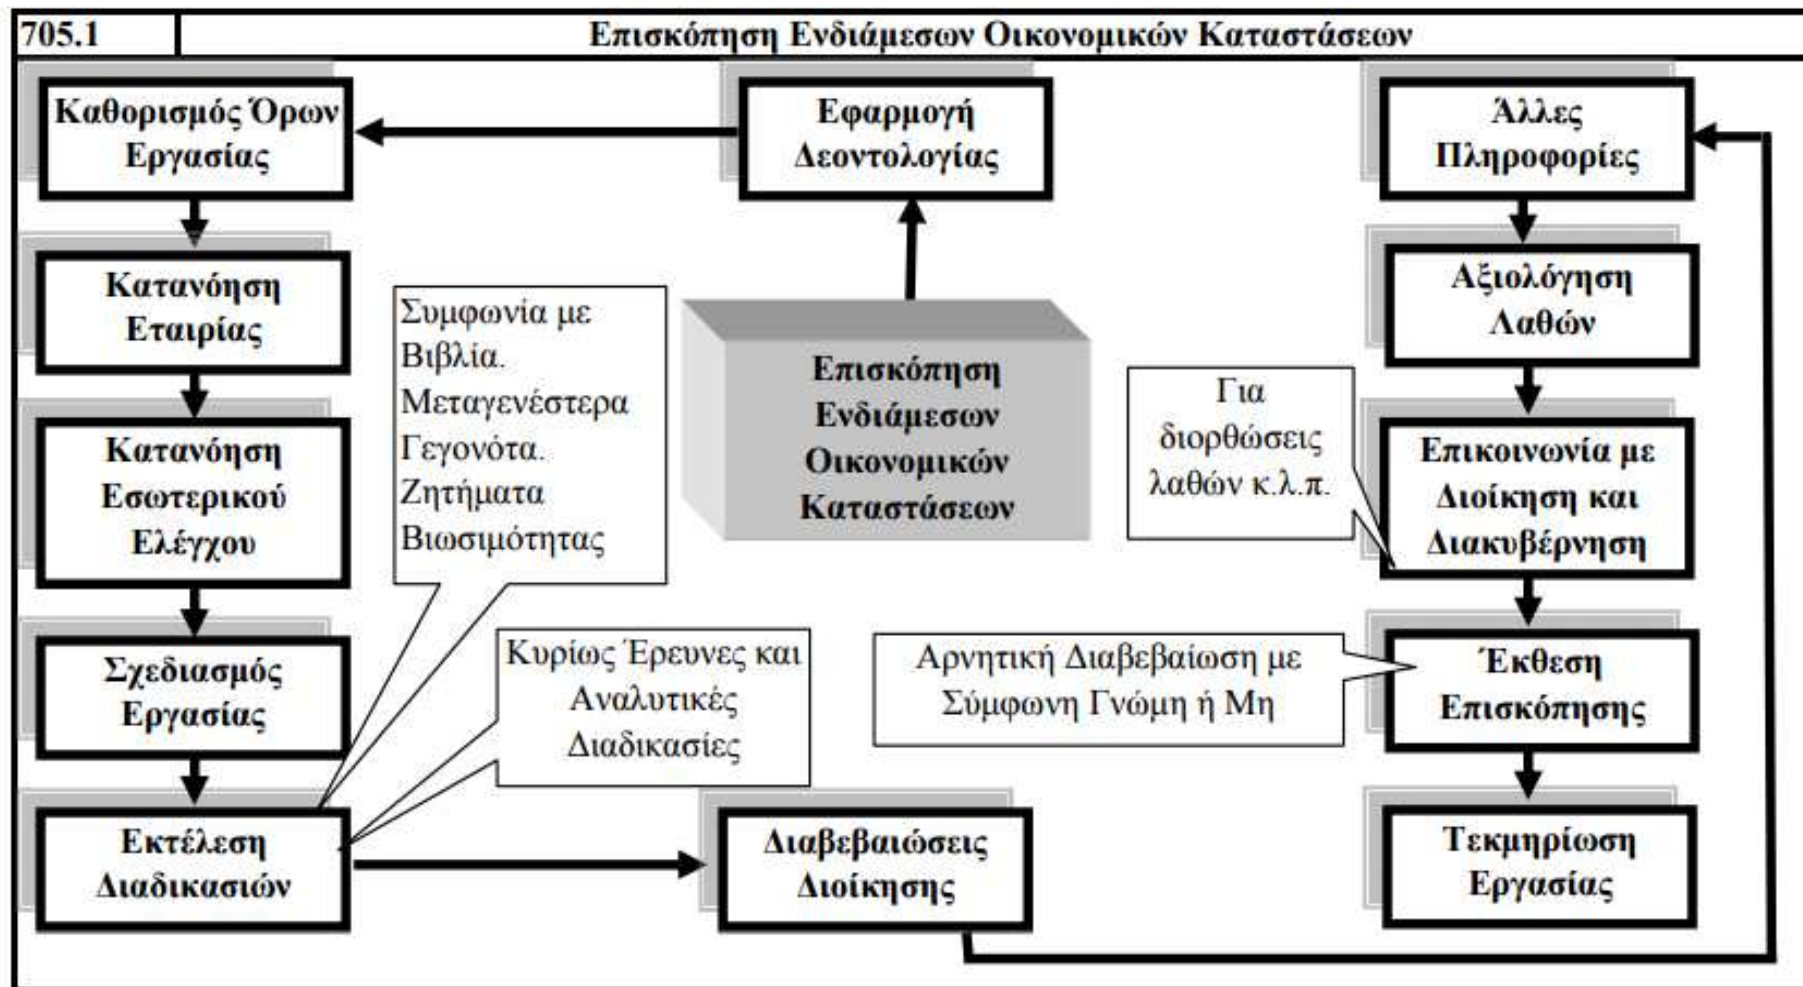 705.1
Επισκόπηση Ενδιάμεσων Οικονομικών Καταστάσεων
Καθορισμός Όρων
Εργασίας
Εφαρμογή
Δεοντολογίας
Άλλες
Πληροφορίες
Κατανόηση
Εταιρίας
Συμφωνία με
Βιβλία.
Μεταγενέστερα
Γεγονότα.
Ζητήματα
Βιωσιμότητας
Επισκόπηση
Ενδιάμεσων
Οικονομικών
Καταστάσεων
Αξιολόγηση
Λαθών
Για
διορθώσεις
λαθών κ.λ.π.
Κατανόηση
Εσωτερικού
Ελέγχου
Επικοινωνία με
Διοίκηση και
Διακυβέρνηση
Σχεδιασμός
Εργασίας
Κυρίως Έρευνες και
Αναλυτικές
Διαδικασίες
Αρνητική Διαβεβαίωση με
Σύμφωνη Γνώμη ή Μη
Έκθεση
Επισκόπησης
Εκτέλεση
Διαδικασιών
Διαβεβαιώσεις
Διοίκησης
Τεκμηρίωση
Εργασίας